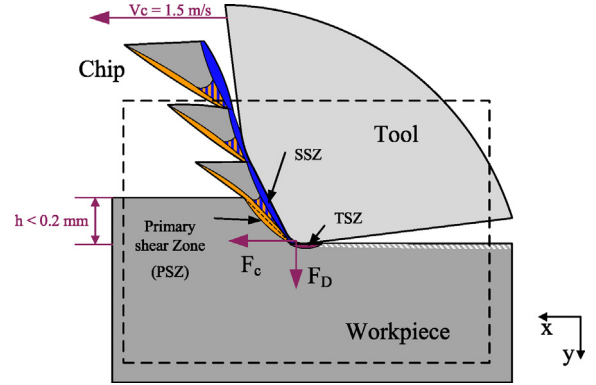 Vc = 1.5 m/s
Chip
Tool
SSZ
h < 0.2 mm
TSZ
Primary
shear Zone
(PSZ)
Fc
FD
Workpiece
x
y